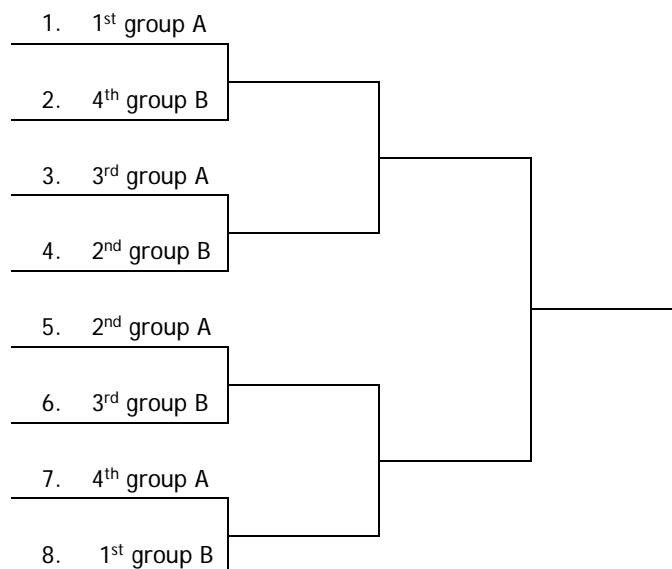 1. 1st group A
2. 4th group B
3. 3rd group A
4. 2nd group B
5. 2nd group A
6. 3rd group B
7. 4th group A
8. 1st group B